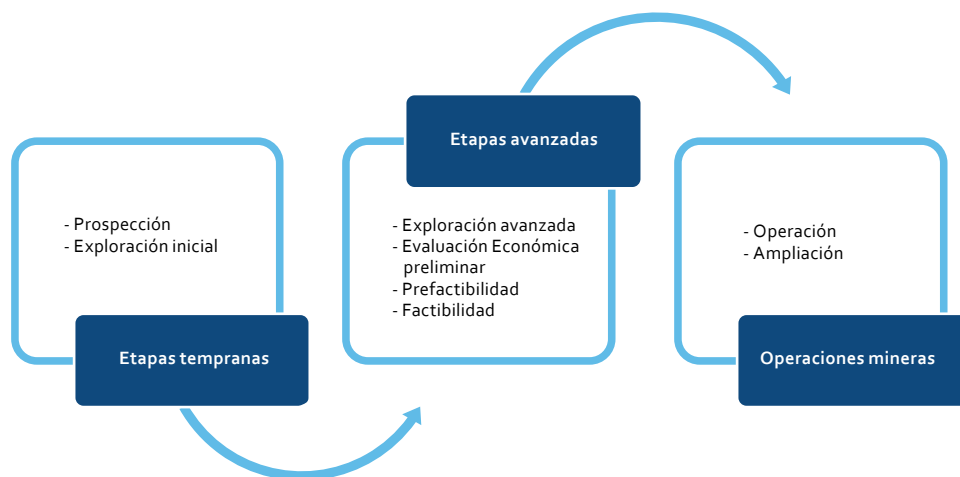 - Prospección
- Exploración inicial
Etapas tempranas
Etapas avanzadas
- Exploración avanzada
- Evaluación Económica
preliminar
- Prefactibilidad
- Factibilidad
- Operación
- Ampliación
Operaciones mineras